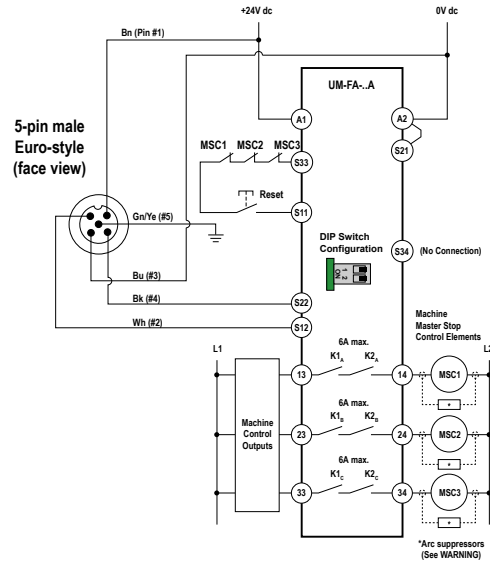 +24V dc
0V dc
Bn (Pin #1)
UM-FA-..A
5-pin male
Euro-style
(face view)
A1
A2
S21
MSC1 MSC2 MSC3
S33
Reset
Gn/Ye (#5)
S11
DIP Switch
Configuration
S34
(No Connection)
1
2
ON
Bu (#3)
Bk (#4)
S22
Wh (#2)
S12
Machine
Master Stop
Control Elements
L1
L2
6A max.
K1A
K2A
13
14
MSC1
*
Machine
Control
Outputs
6A max.
K1B
K2B
23
24
MSC2
*
6A max.
K1C
K2C
33
34
MSC3
*
*Arc suppressors
(See WARNING)